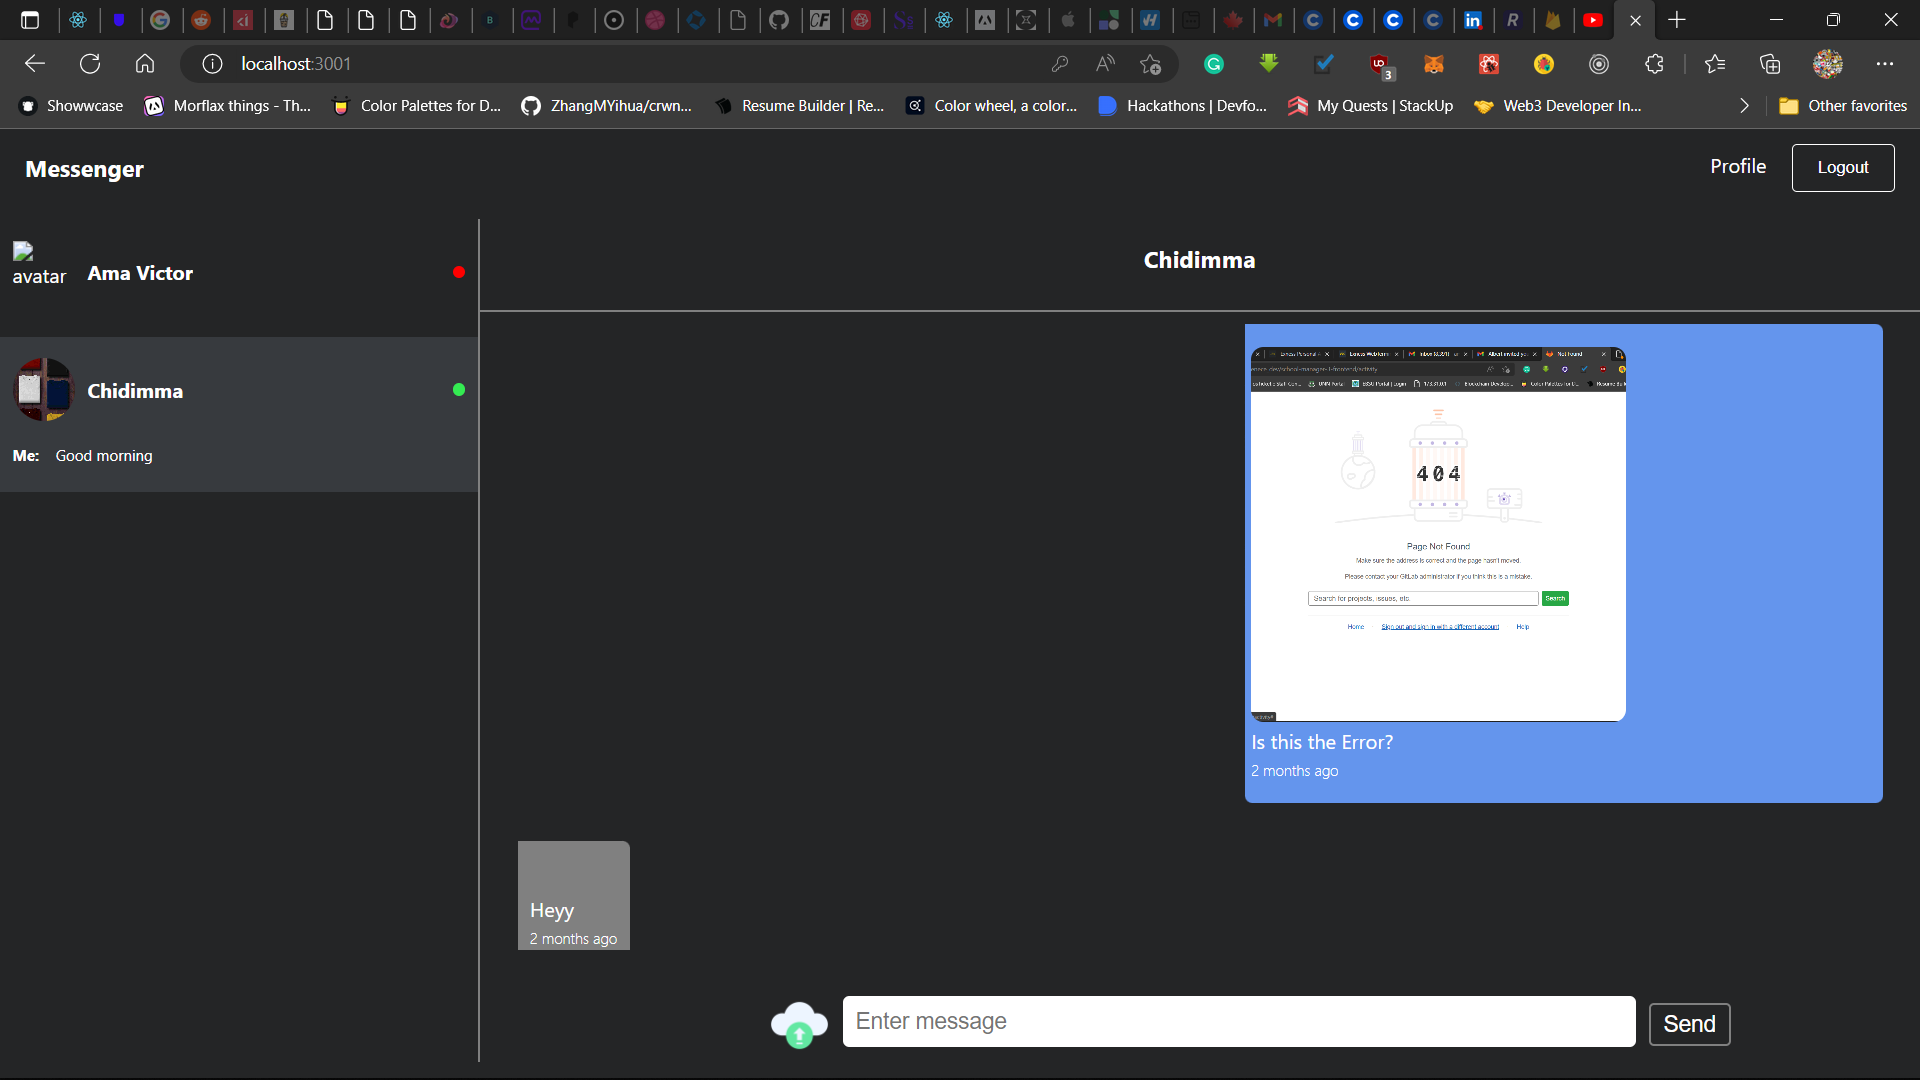 localhost:3001
3
Showwcase
Morflax things - Th...
Color Palettes for D...
ZhangMYihua/crwn...
Resume Builder | Re...
Color wheel, a color...
Hackathons | Devfo...
My Quests | StackUp
Web3 Developer In...
Other favorites
Messenger
Profile
Logout
avatar
Ama Victor
Chidimma
Me: Good morning
Chidimma
Not Found
404
Page Not Found
Make sure the address is correct and the page hasn't moved.
Please contact your GitLab administrator if you think this is a mistake.
Search for projects, issues, etc.
Search
Home
Sign out and sign in with a different account
Help
Is this the Error?
2 months ago
Heyy
2 months ago
Enter message
Send